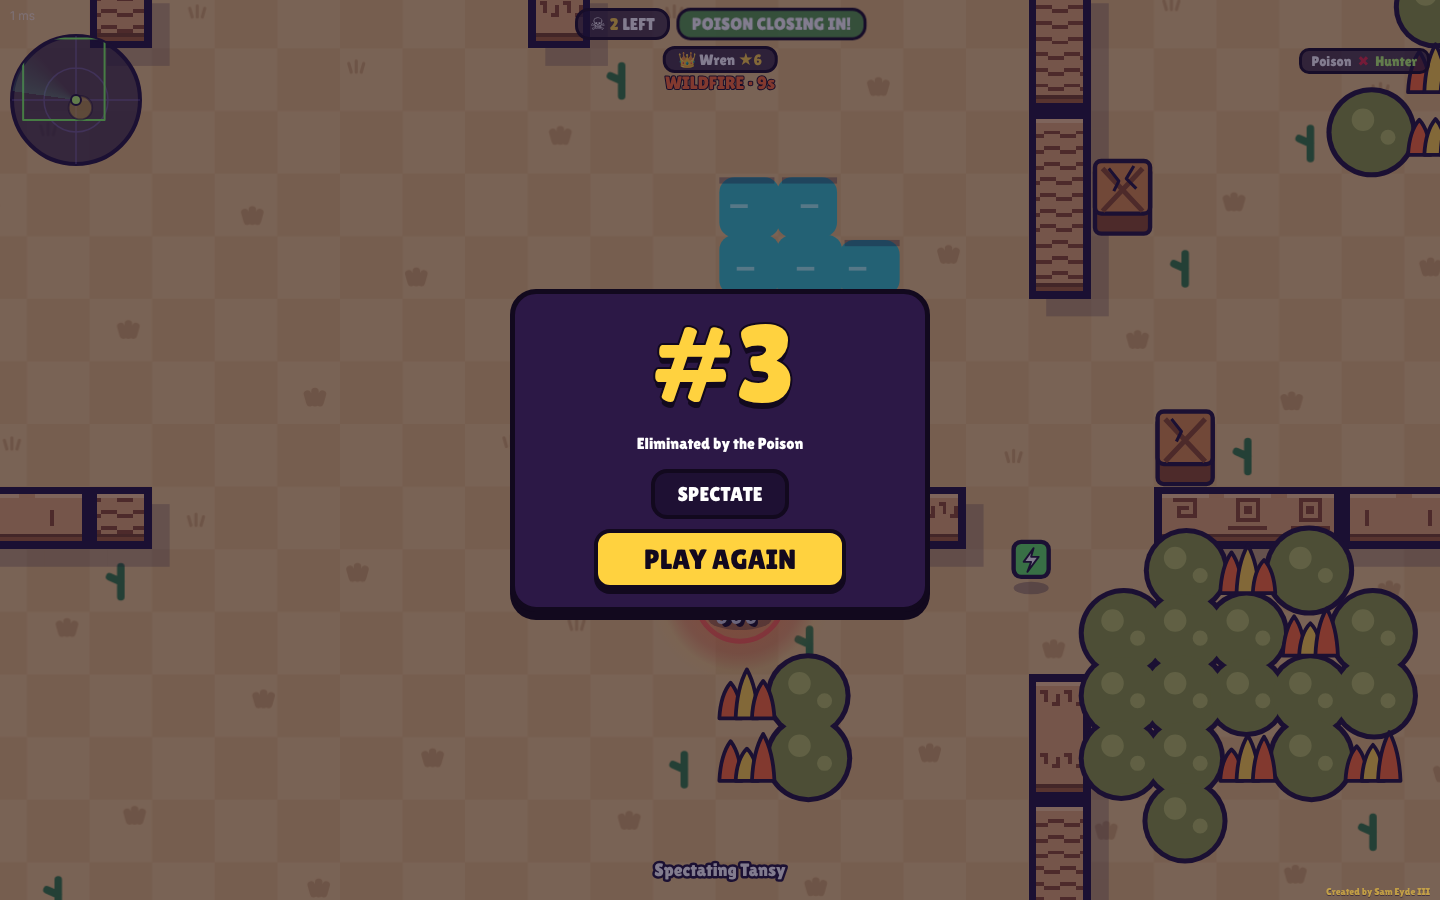 1 ms
☠ 2 LEFT
POISON CLOSING IN!
👑 Wren ★6
WILDFIRE · 9s
Poison ✖ Hunter
#3
Eliminated by the Poison
SPECTATE
PLAY AGAIN
Spectating Tansy
Created by Sam Eyde III